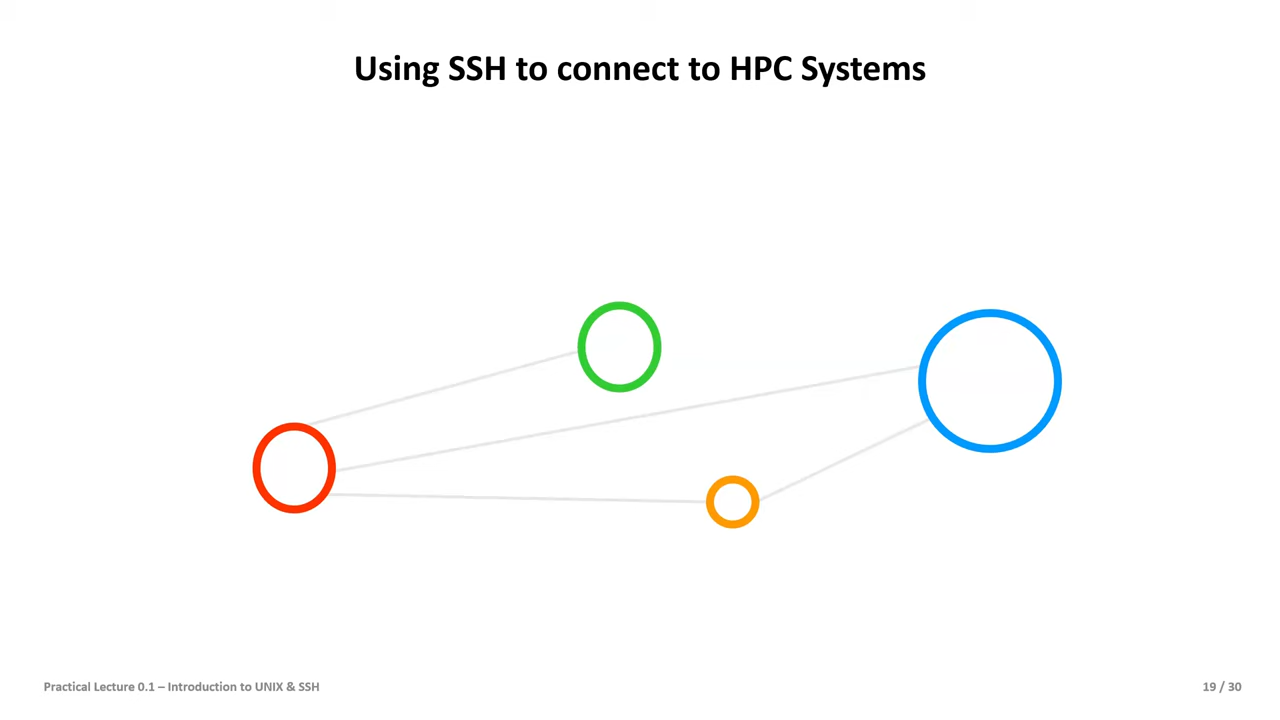 Using SSH to connect to HPC Systems
Practical Lecture 0.1 – Introduction to UNIX & SSH
19 / 30